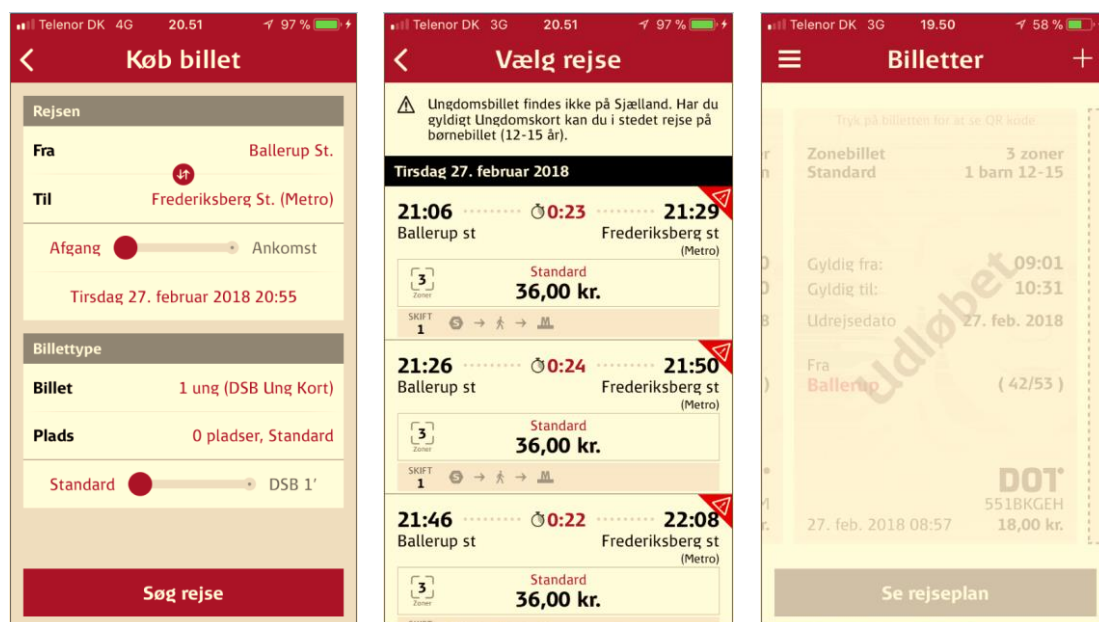 Telenor DK 4G 20.51 97 %
Køb billet
Rejsen
Fra Ballerup St.
Til Frederiksberg St. (Metro)
Afgang Ankomst
Tirsdag 27. februar 2018 20:55
Billettype
Billet 1 ung (DSB Ung Kort)
Plads 0 pladser, Standard
Standard DSB 1'
Søg rejse
Telenor DK 3G 20.51 97 %
Vælg rejse
Ungdomsbillet findes ikke på Sjælland. Har du
gyldigt Ungdomskort kan du i stedet rejse på
børnebillet (12-15 år).
Tirsdag 27. februar 2018
21:06 0:23 21:29
Ballerup st Frederiksberg st
(Metro)
3 Zoner Standard
36,00 kr.
SKIFT
1 S M
21:26 0:24 21:50
Ballerup st Frederiksberg st
(Metro)
3 Zoner Standard
36,00 kr.
SKIFT
1 S M
21:46 0:22 22:08
Ballerup st Frederiksberg st
(Metro)
3 Zoner Standard
36,00 kr.
Telenor DK 3G 19.50 58 %
Billetter
Tryk på billetten for at se QR kode
Zonebillet 3 zoner
Standard 1 barn 12-15
Gyldig fra: 09:01
Gyldig til: 10:31
Udrejsedato 27. feb. 2018
Udløbet
Fra
Ballerup ( 42/53 )
DOT
551BKGEH
27. feb. 2018 08:57 18,00 kr.
Se rejseplan